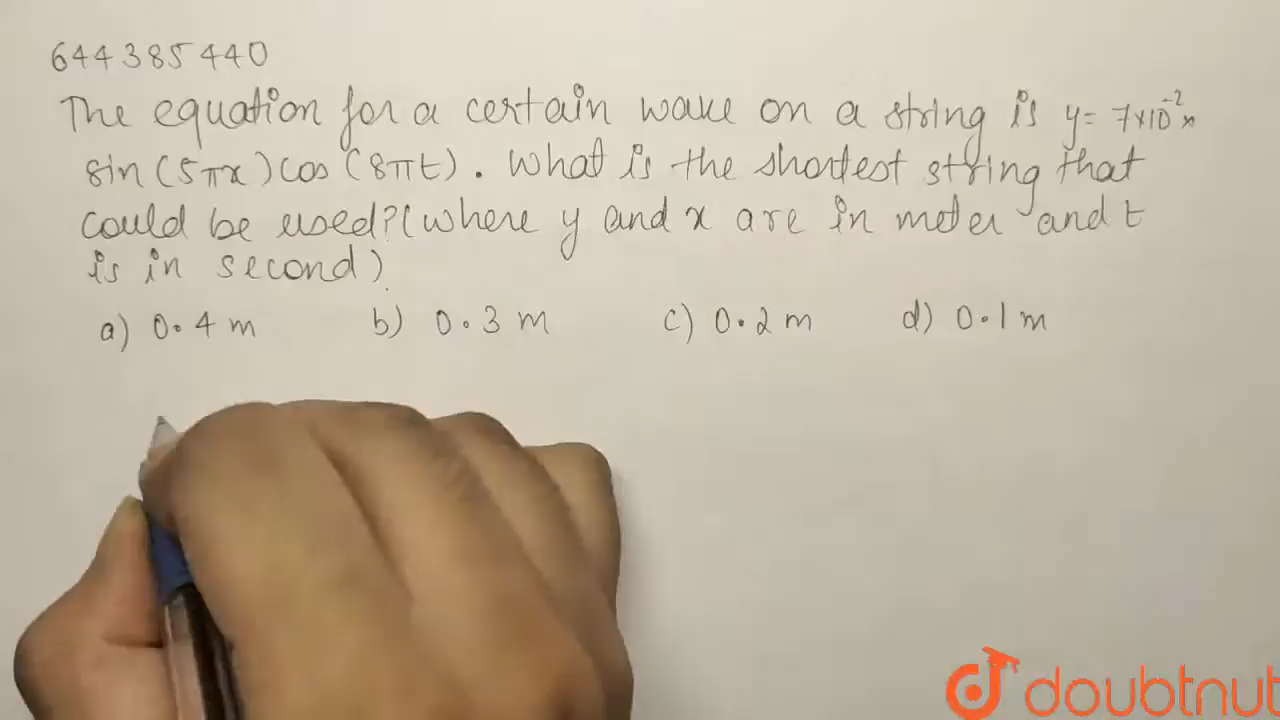 644385440
The equation for a certain wave on a string is y= 7×10⁻²×
sin(5πx)cos(8πt). What is the shortest string that
could be used?(where y and x are in meter and t
is in second)
a) 0.4 m b) 0.3 m c) 0.2 m d) 0.1 m
doubtnut